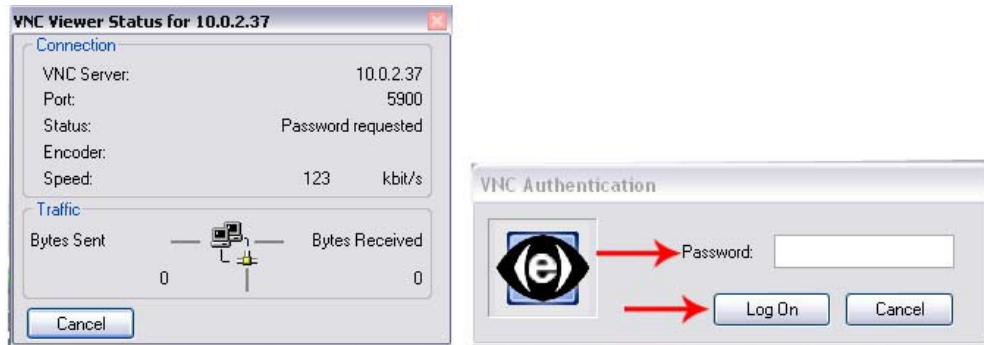 VNC Viewer Status for 10.0.2.37
Connection
VNC Server: 10.0.2.37
Port: 5900
Status: Password requested
Encoder:
Speed: 123 kbit/s
Traffic
Bytes Sent Bytes Received
0 0
Cancel
VNC Authentication
(e)
Password:
Log On Cancel